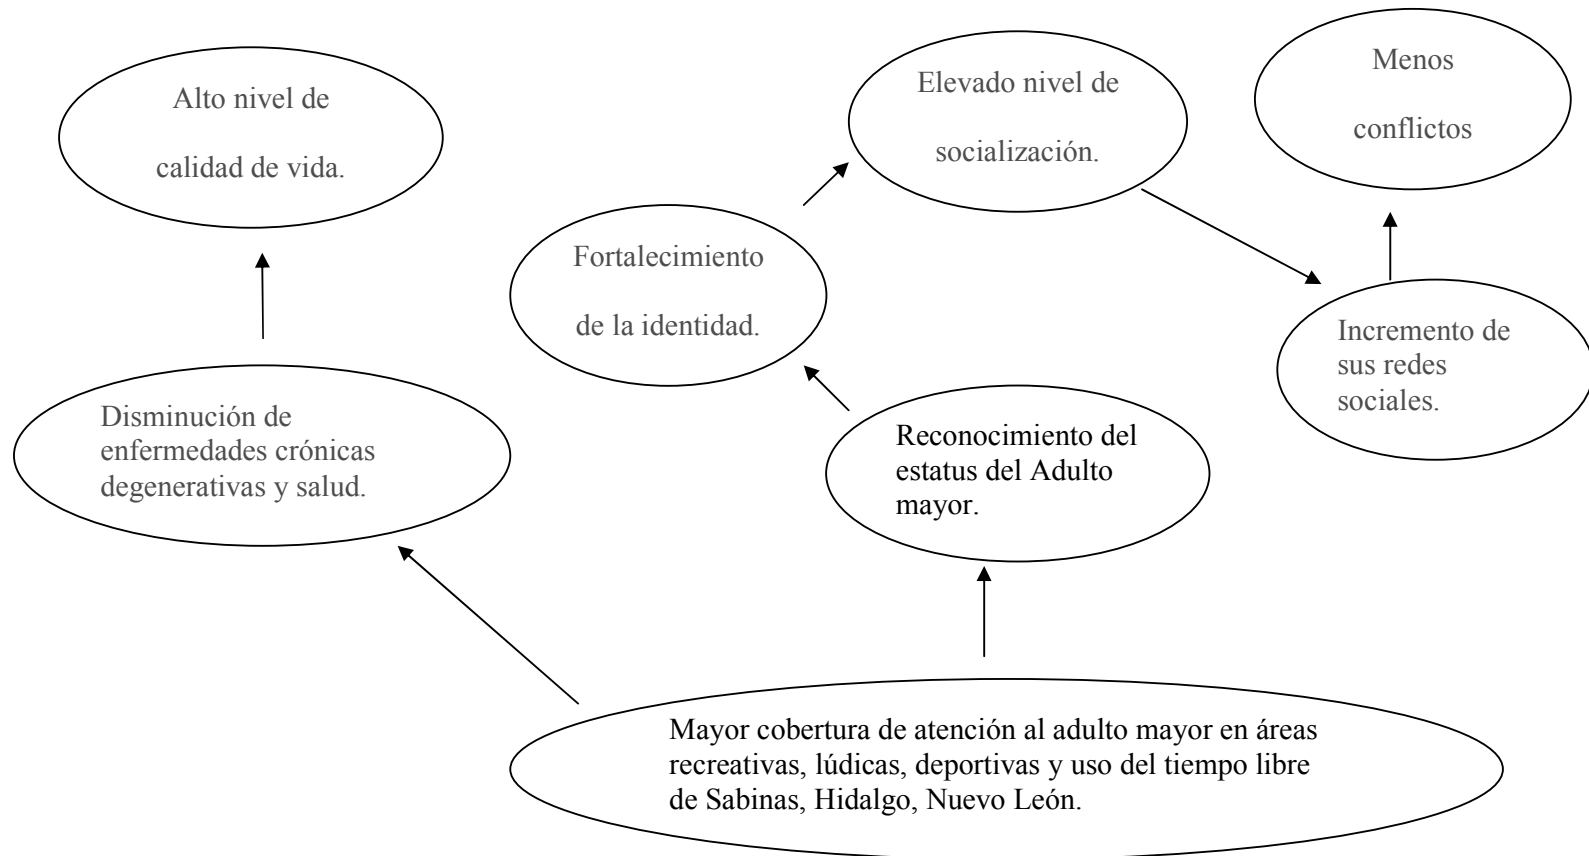 Alto nivel de
calidad de vida.
Elevado nivel de
socialización.
Menos
conflictos
Fortalecimiento
de la identidad.
Incremento de
sus redes
sociales.
Disminución de
enfermedades crónicas
degenerativas y salud.
Reconocimiento del
estatus del Adulto
mayor.
Mayor cobertura de atención al adulto mayor en áreas
recreativas, lúdicas, deportivas y uso del tiempo libre
de Sabinas, Hidalgo, Nuevo León.